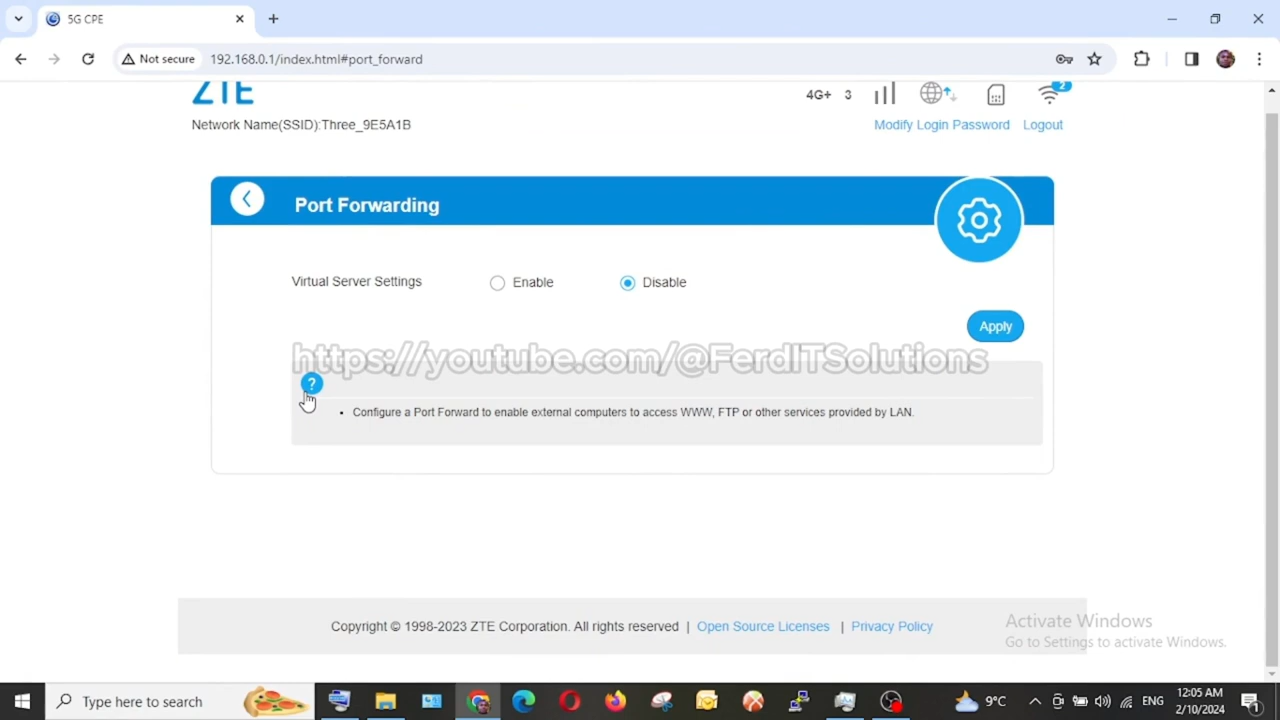 5G CPE
Not secure
192.168.0.1/index.html#port_forward
ZTE
4G+ 3
2
Network Name(SSID):Three_9E5A1B
Modify Login Password Logout
Port Forwarding
Virtual Server Settings Enable Disable
Apply
https://youtube.com/@FerdITSolutions
?
• Configure a Port Forward to enable external computers to access WWW, FTP or other services provided by LAN.
Copyright © 1998-2023 ZTE Corporation. All rights reserved | Open Source Licenses | Privacy Policy
Activate Windows
Go to Settings to activate Windows.
Type here to search
9°C
ENG
12:05 AM
2/10/2024
1